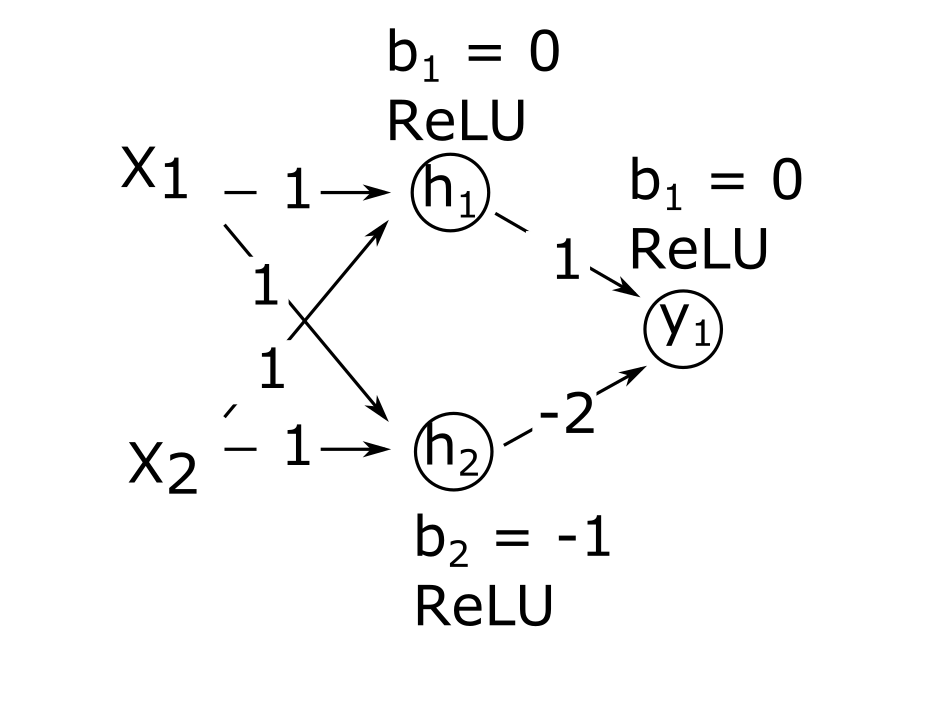 b₁ = 0
ReLU
X₁
1
h₁
b₁ = 0
ReLU
1
1
y₁
1
X₂
1
h₂
-2
b₂ = -1
ReLU